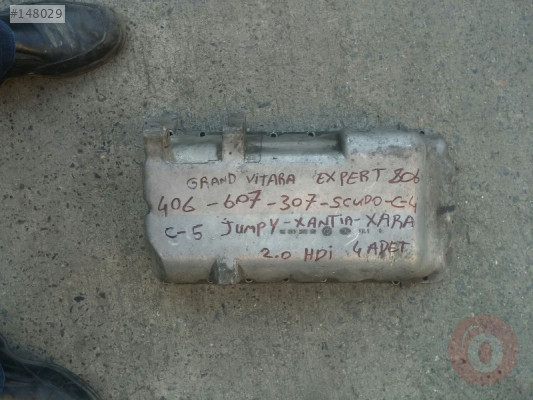 #148029
GRAND VITARA EXPERT 806
406 - 607 - 307 - SCUDO - C-4
C-5 JUMPY - XANTIA - XARA
2.0 HDi 4 ADET